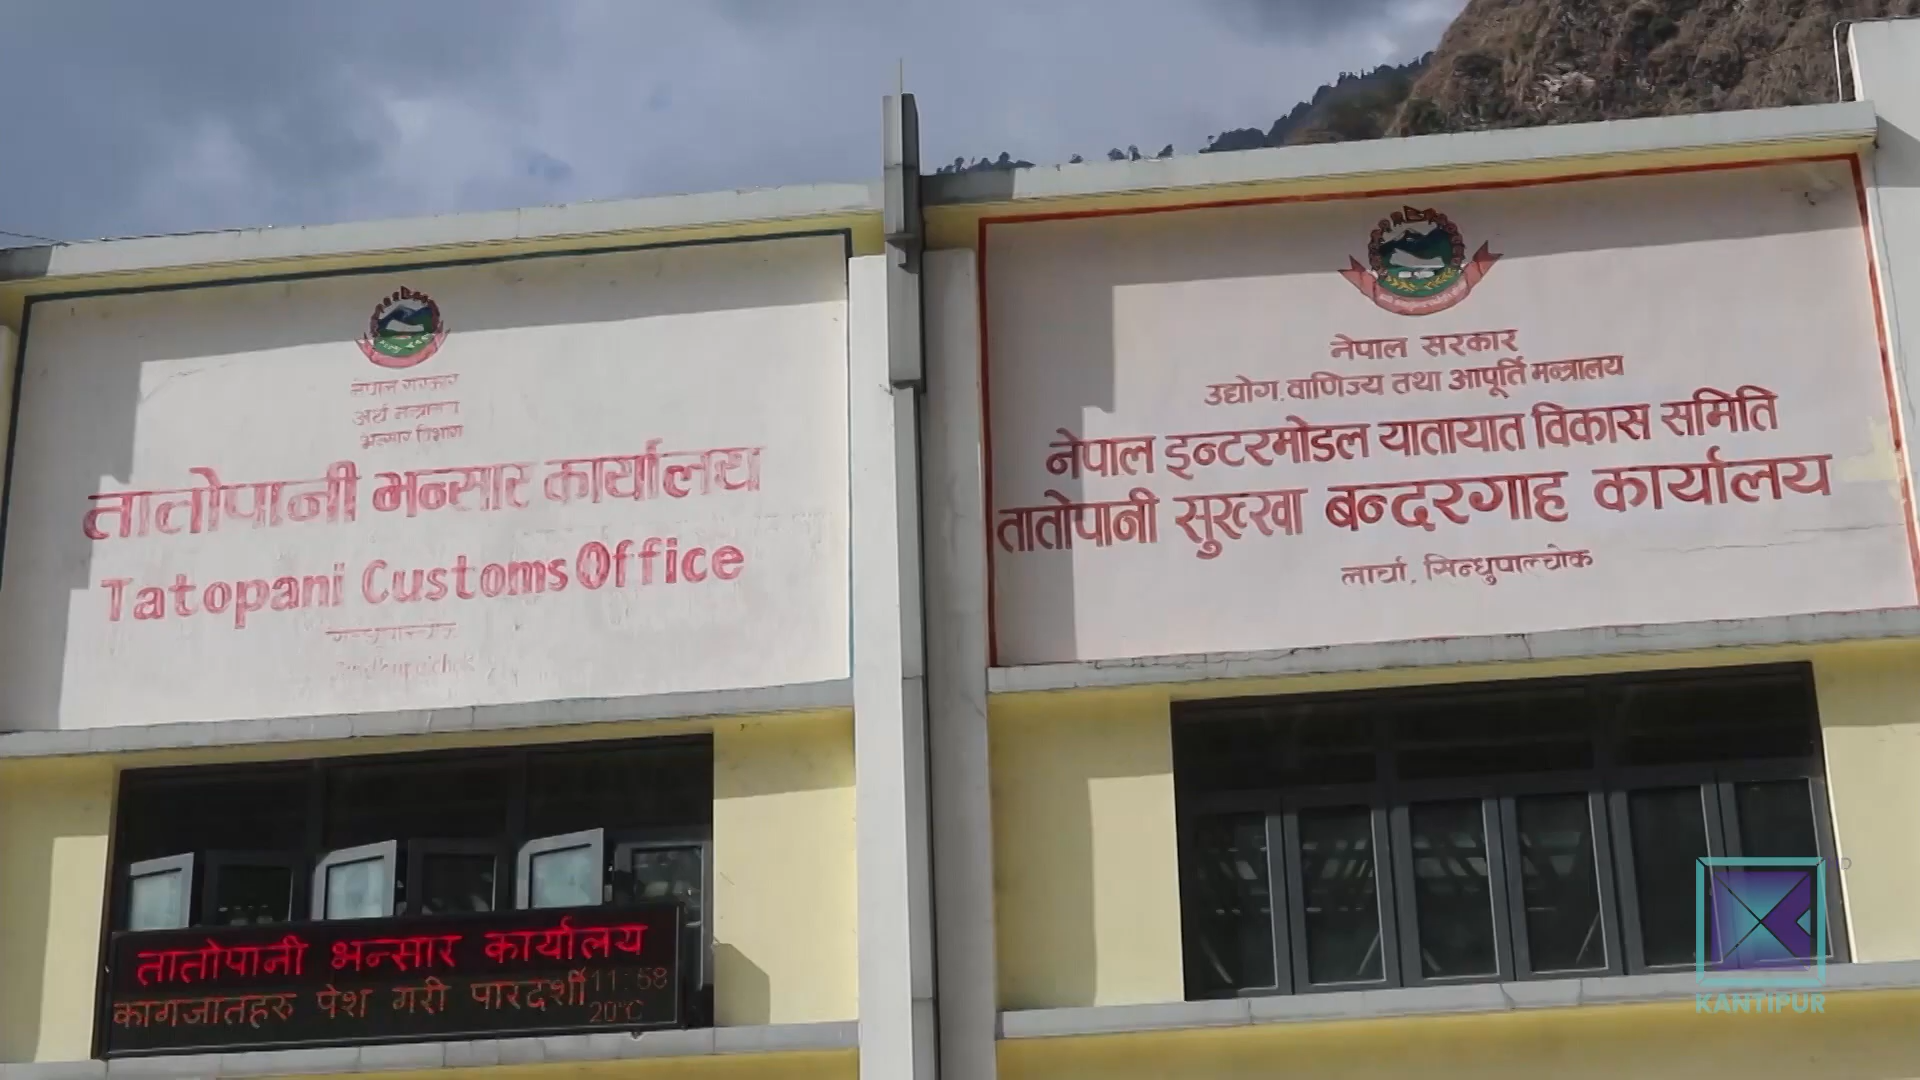 नेपाल सरकार
अर्थ मन्त्रालय
भन्सार विभाग
तातोपानी भन्सार कार्यालय
Tatopani Customs Office
तातोपानी भन्सार कार्यालय
कागजातहरु पेश गरी पारदर्शी
11:58
20°C
नेपाल सरकार
उद्योग, वाणिज्य तथा आपूर्ति मन्त्रालय
नेपाल इन्टरमोडल यातायात विकास समिति
तातोपानी सुख्खा बन्दरगाह कार्यालय
लार्चा, सिन्धुपाल्चोक
KANTIPUR